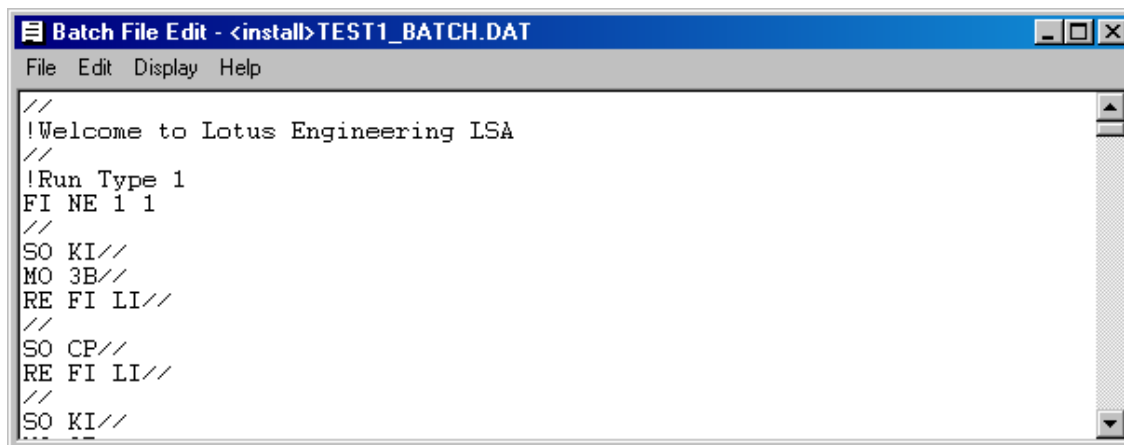 Batch File Edit - <install>TEST1_BATCH.DAT
File Edit Display Help
//
!Welcome to Lotus Engineering LSA
//
!Run Type 1
FI NE 1 1
//
SO KI//
MO 3B//
RE FI LI//
//
SO CP//
RE FI LI//
//
SO KI//